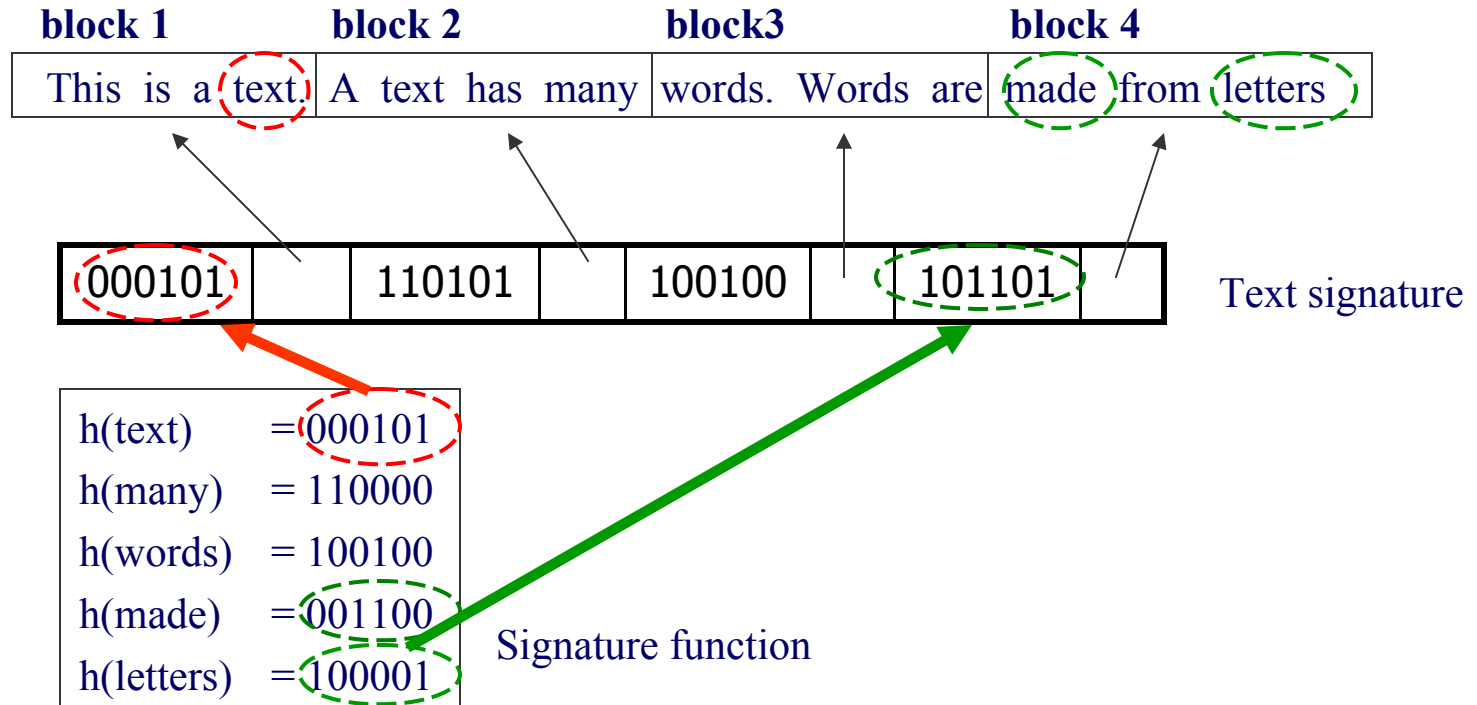 block 1 block 2 block3 block 4
This is a text. A text has many words. Words are made from letters
000101 110101 100100 101101
Text signature
h(text) = 000101
h(many) = 110000
h(words) = 100100
h(made) = 001100
h(letters) = 100001
Signature function